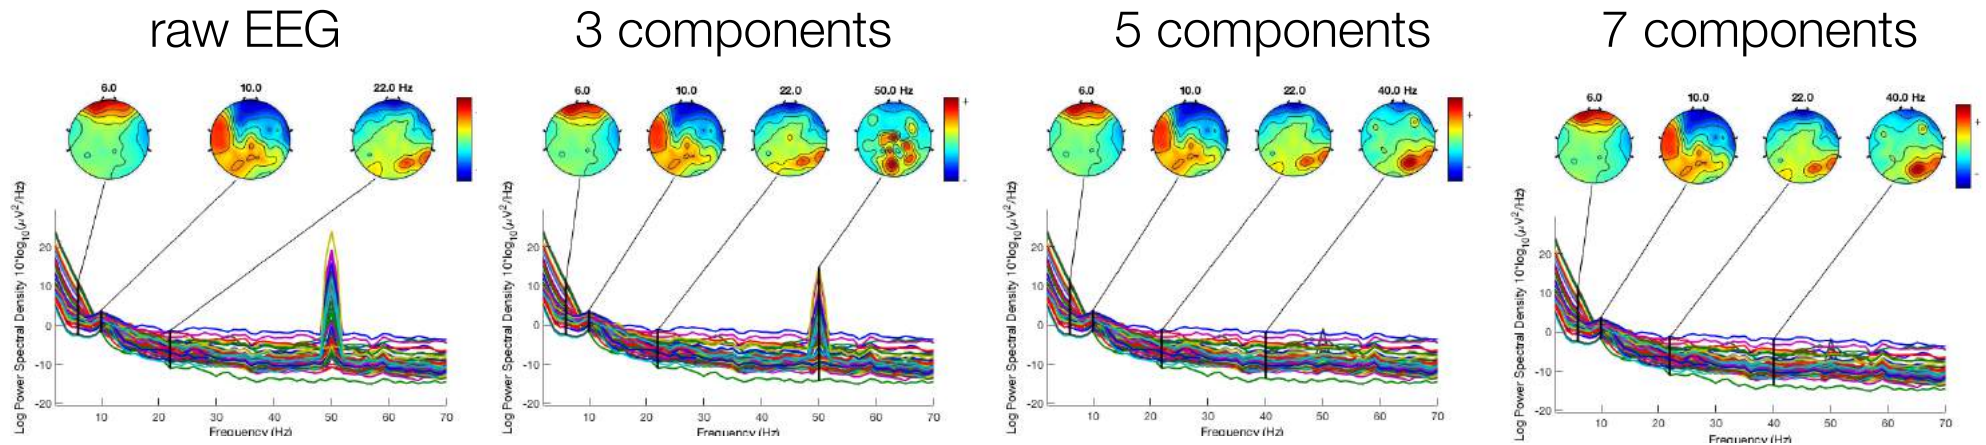 raw EEG
6.0
10.0
22.0 Hz
Log Power Spectral Density 10*log10(μV²/Hz)
20
10
0
-10
-20
10 20 30 40 50 60 70
Frequency (Hz)
3 components
6.0
10.0
22.0
50.0 Hz
+
-
Log Power Spectral Density 10*log10(μV²/Hz)
20
10
0
-10
-20
10 20 30 40 50 60 70
Frequency (Hz)
5 components
6.0
10.0
22.0
40.0 Hz
+
-
Log Power Spectral Density 10*log10(μV²/Hz)
20
10
0
-10
-20
10 20 30 40 50 60 70
Frequency (Hz)
7 components
6.0
10.0
22.0
40.0 Hz
+
-
Log Power Spectral Density 10*log10(μV²/Hz)
20
10
0
-10
-20
10 20 30 40 50 60 70
Frequency (Hz)